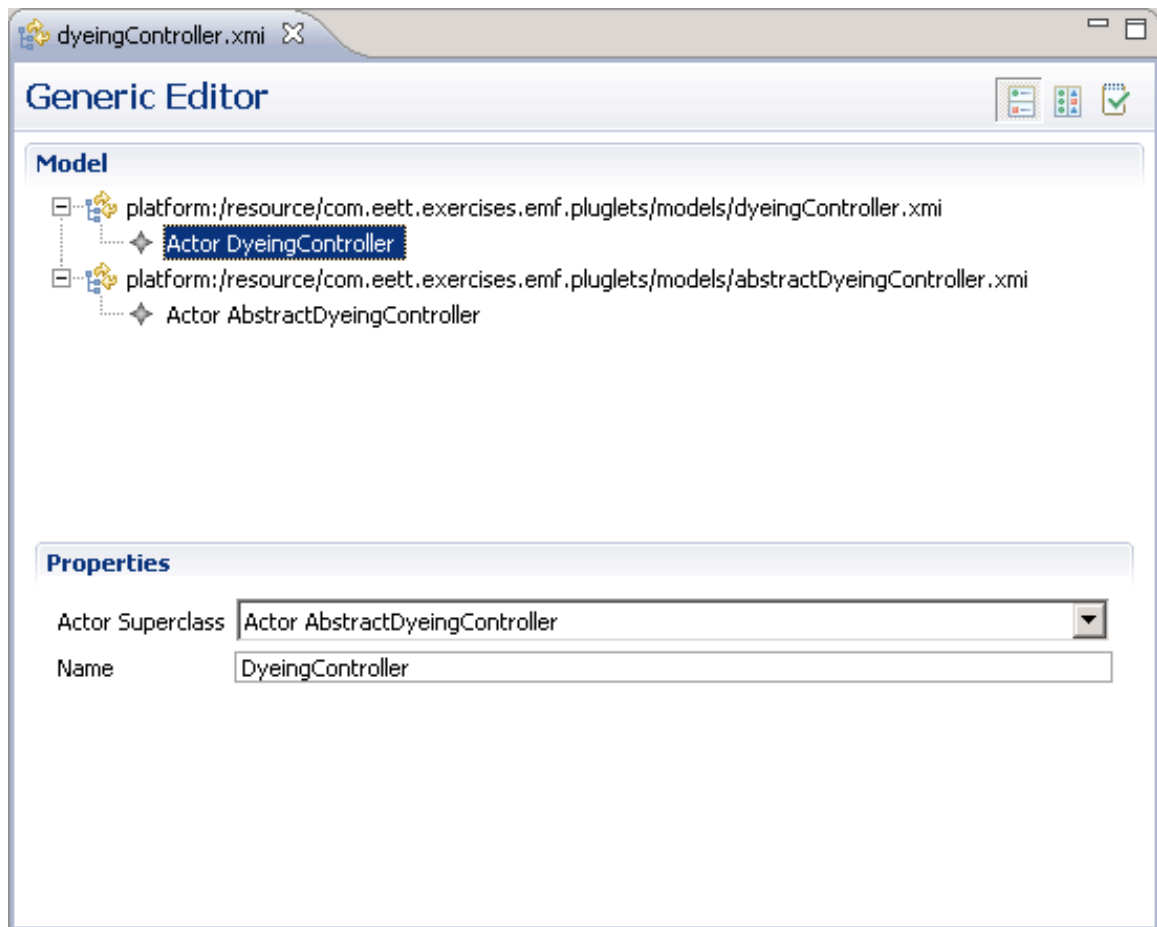 dyeingController.xmi
Generic Editor
Model
platform:/resource/com.eett.exercises.emf.pluglets/models/dyeingController.xmi
Actor DyeingController
platform:/resource/com.eett.exercises.emf.pluglets/models/abstractDyeingController.xmi
Actor AbstractDyeingController
Properties
Actor Superclass Actor AbstractDyeingController
Name DyeingController